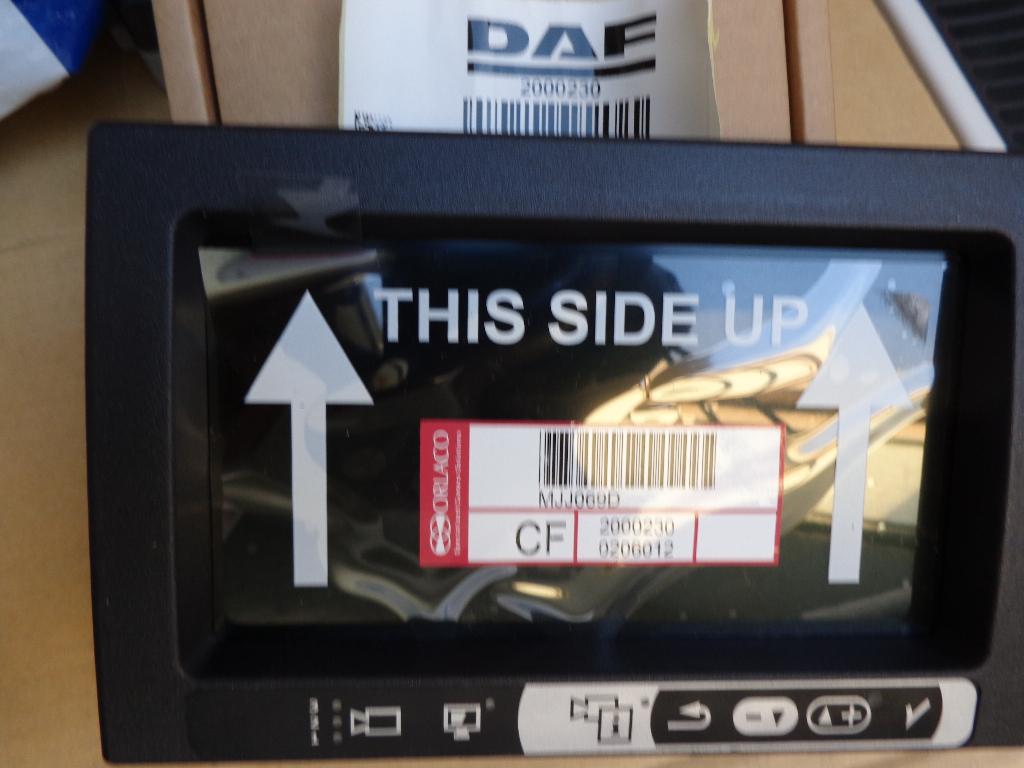 DAF
2000230
THIS SIDE UP
ORLACO
MJJ069D
CF
2000230
0206012